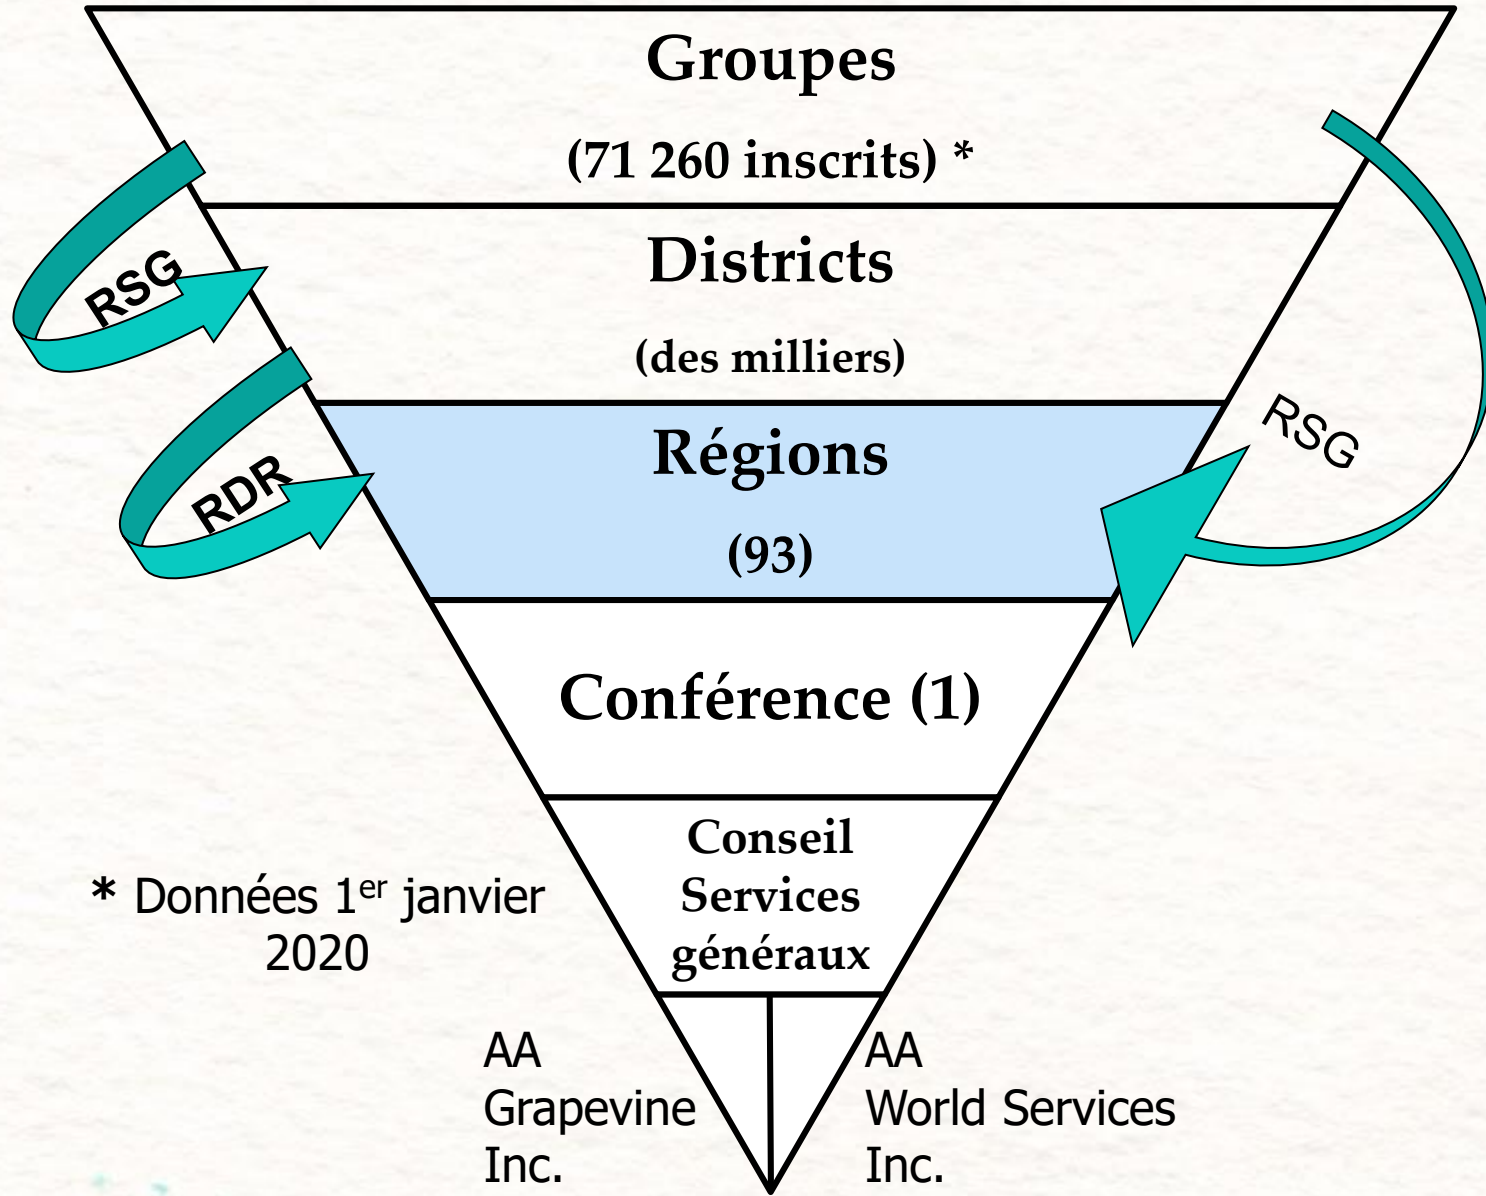 Groupes
(71 260 inscrits) *
RSG
Districts
(des milliers)
RDR
Régions
(93)
RSG
Conférence (1)
Conseil
Services
généraux
* Données 1er janvier
2020
AA
Grapevine
Inc.
AA
World Services
Inc.